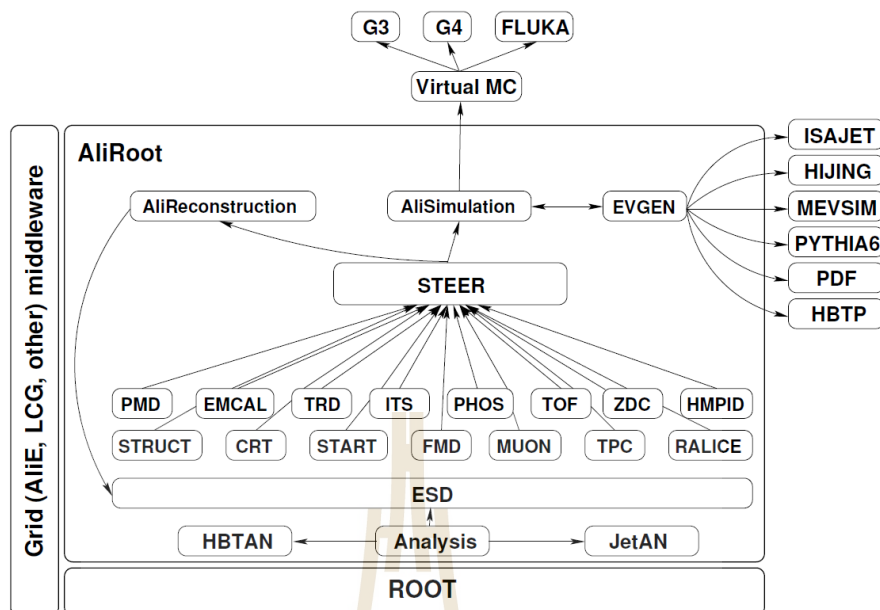 G3
G4
FLUKA
Virtual MC
Grid (AliE, LCG, other) middleware
AliRoot
ISAJET
HIJING
MEVSIM
PYTHIA6
PDF
HBTP
AliReconstruction
AliSimulation
EVGEN
STEER
PMD
EMCAL
TRD
ITS
PHOS
TOF
ZDC
HMPID
STRUCT
CRT
START
FMD
MUON
TPC
RALICE
ESD
HBTAN
Analysis
JetAN
ROOT